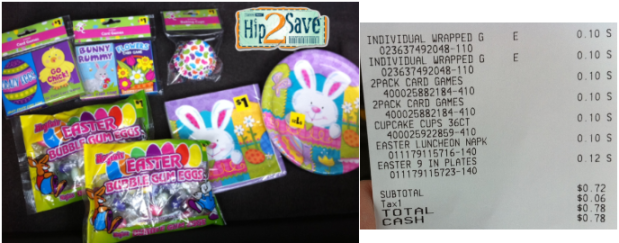 Hip2Save
$1
$1
GO CHICK!
BUNNY RUMMY
FLOWERS
$1
EASTER
BUBBLE GUM EGGS
EASTER
BUBBLE GUM EGGS
INDIVIDUAL WRAPPED G E 0.10 S
023637492048-110
INDIVIDUAL WRAPPED G E 0.10 S
023637492048-110
2PACK CARD GAMES 0.10 S
400025882184-410
2PACK CARD GAMES 0.10 S
400025882184-410
CUPCAKE CUPS 36CT 0.10 S
400025922859-410
EASTER LUNCHEON NAPK 0.10 S
011179115716-140
EASTER 9 IN PLATES 0.12 S
011179115723-140
SUBTOTAL $0.72
Tax1 $0.06
TOTAL $0.78
CASH $0.78